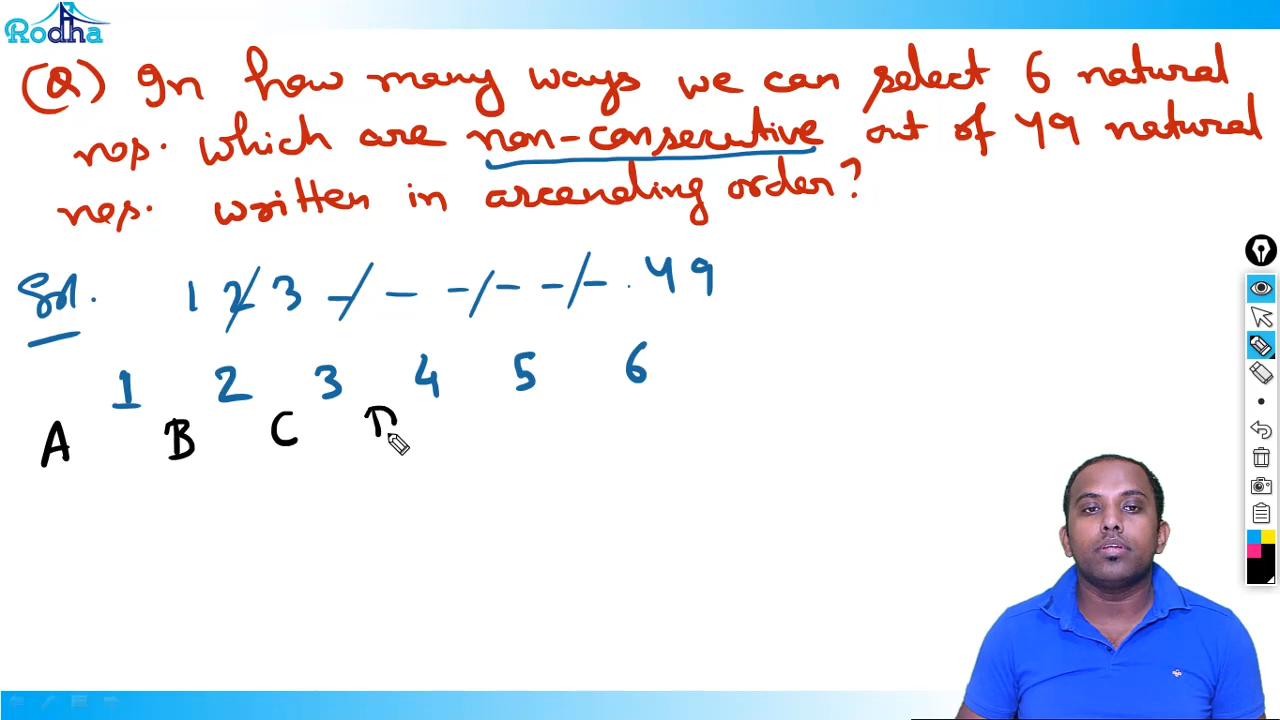 Rodha
(Q) In how many ways we can select 6 natural
nos. which are non-consecutive out of 49 natural
nos. written in ascending order?
Sol. 1 2 3 - - - - - - . 49
1 2 3 4 5 6
A B C